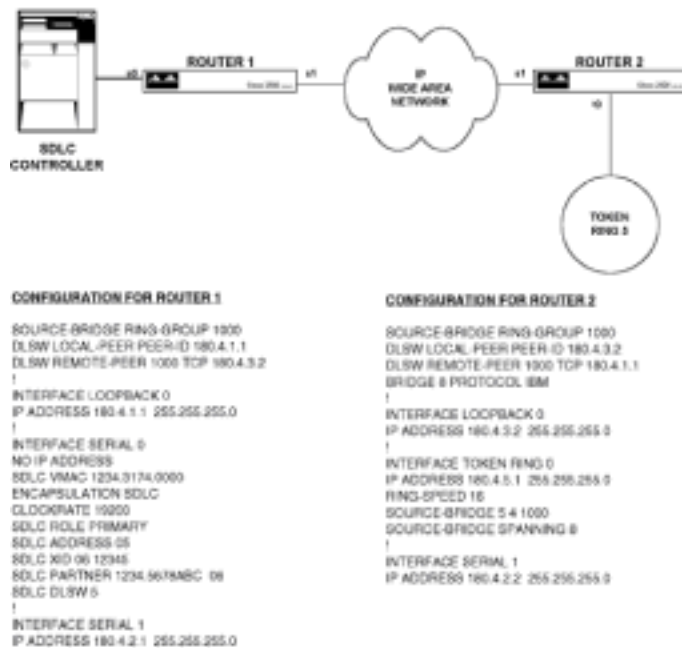 ROUTER 1
ROUTER 2
s1
IP
WIDE AREA
NETWORK
SDLC
CONTROLLER
TOKEN
RING 5
CONFIGURATION FOR ROUTER 1
SOURCE-BRIDGE RING-GROUP 1000
DLSW LOCAL-PEER PEER-ID 180.4.1.1
DLSW REMOTE-PEER 1000 TCP 180.4.3.2
!
INTERFACE LOOPBACK 0
IP ADDRESS 180.4.1.1 255.255.255.0
!
INTERFACE SERIAL 0
NO IP ADDRESS
SDLC VMAC 1234.3174.0000
ENCAPSULATION SDLC
CLOCKRATE 19200
SDLC ROLE PRIMARY
SDLC ADDRESS
SDLC XID 12345
SDLC PARTNER 1234.5678ABC
SDLC DLSW 5
!
INTERFACE SERIAL 1
IP ADDRESS 180.4.2.1 255.255.255.0
CONFIGURATION FOR ROUTER 2
SOURCE-BRIDGE RING-GROUP 1000
DLSW LOCAL-PEER PEER-ID 180.4.3.2
DLSW REMOTE-PEER 1000 TCP 180.4.1.1
BRIDGE PROTOCOL IBM
!
INTERFACE LOOPBACK 0
IP ADDRESS 180.4.3.2 255.255.255.0
!
INTERFACE TOKEN RING 0
IP ADDRESS 180.4.5.1 255.255.255.0
RING-SPEED 16
SOURCE-BRIDGE 5 4 1000
SOURCE-BRIDGE SPANNING
!
INTERFACE SERIAL 1
IP ADDRESS 180.4.2.2 255.255.255.0